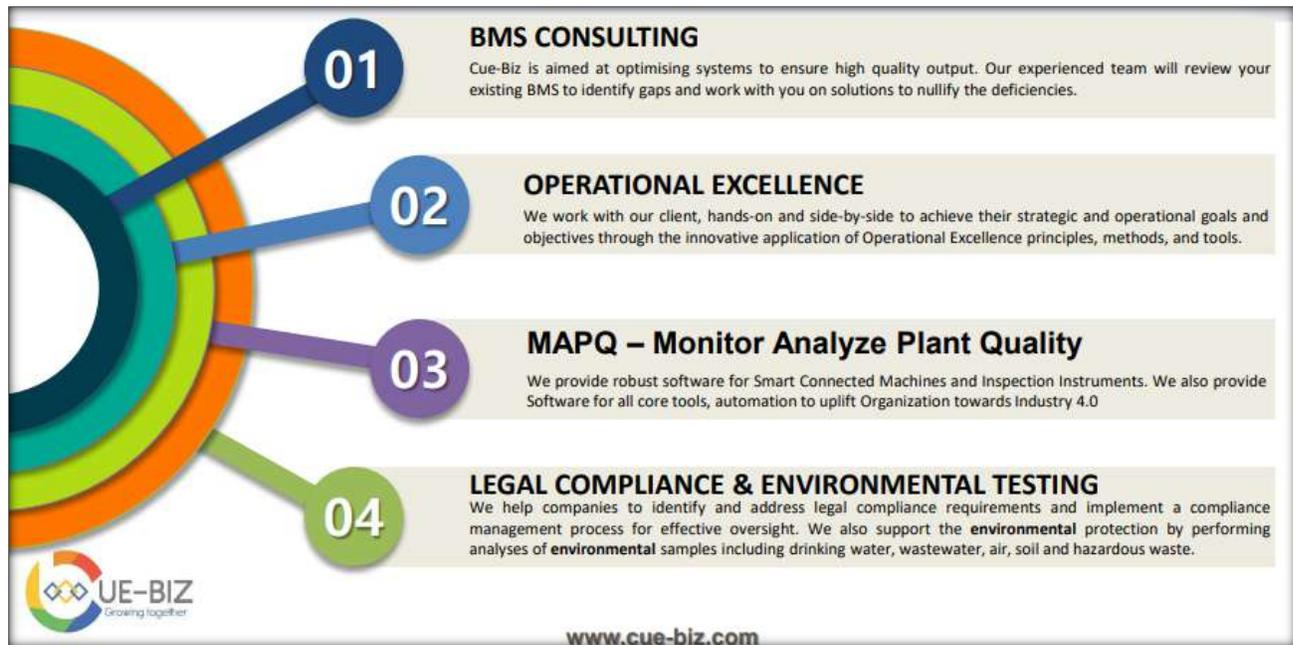 01
BMS CONSULTING
Cue-Biz is aimed at optimising systems to ensure high quality output. Our experienced team will review your
existing BMS to identify gaps and work with you on solutions to nullify the deficiencies.
02
OPERATIONAL EXCELLENCE
We work with our client, hands-on and side-by-side to achieve their strategic and operational goals and
objectives through the innovative application of Operational Excellence principles, methods, and tools.
03
MAPQ – Monitor Analyze Plant Quality
We provide robust software for Smart Connected Machines and Inspection Instruments. We also provide
Software for all core tools, automation to uplift Organization towards Industry 4.0
04
LEGAL COMPLIANCE & ENVIRONMENTAL TESTING
We help companies to identify and address legal compliance requirements and implement a compliance
management process for effective oversight. We also support the environmental protection by performing
analyses of environmental samples including drinking water, wastewater, air, soil and hazardous waste.
CUE-BIZ
Growing together
www.cue-biz.com